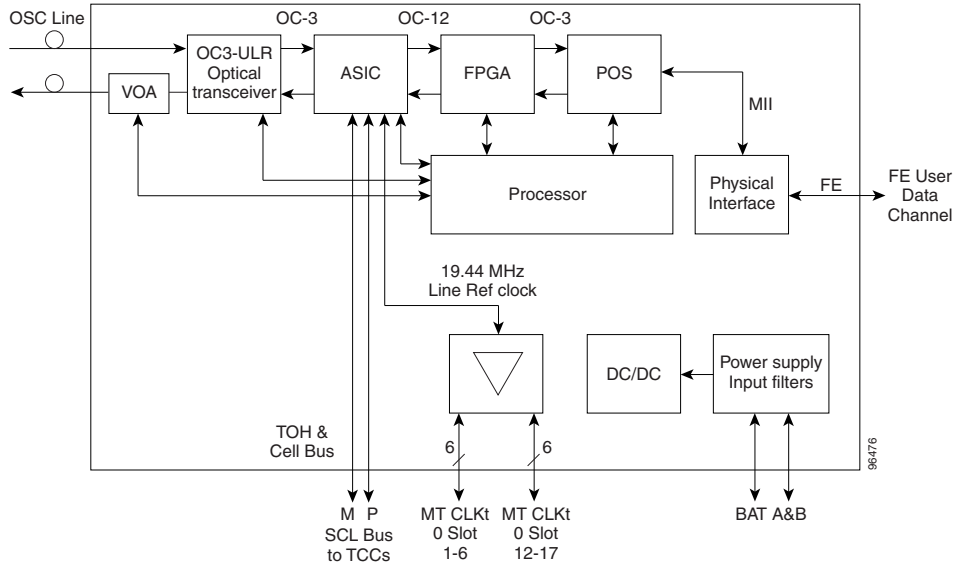 OSC Line
OC-3
OC-12
OC-3
OC3-ULR
Optical
transceiver
ASIC
FPGA
POS
VOA
MII
Processor
Physical
Interface
FE
FE User
Data
Channel
19.44 MHz
Line Ref clock
DC/DC
Power supply
Input filters
TOH &
Cell Bus
6
6
96476
M P
SCL Bus
to TCCs
MT CLKt
0 Slot
1-6
MT CLKt
0 Slot
12-17
BAT A&B